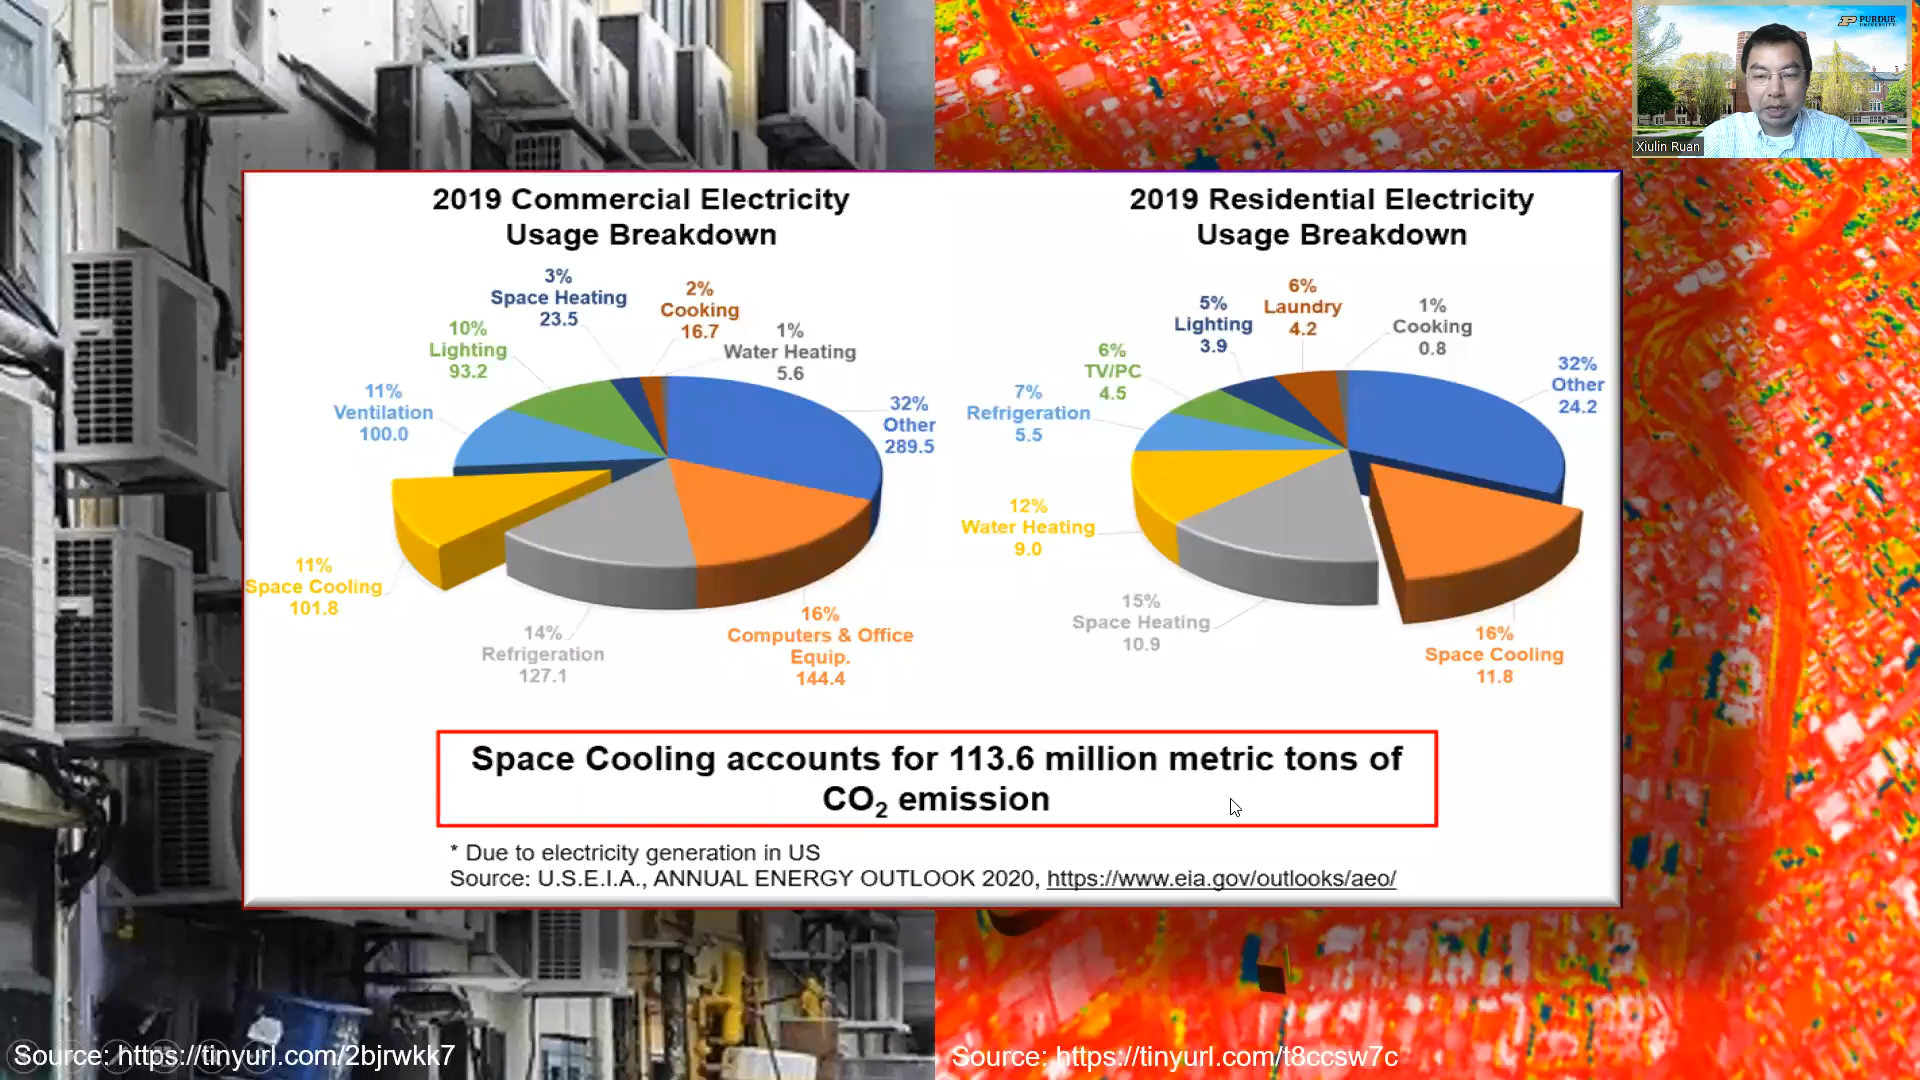 PURDUE
UNIVERSITY
Xiulin Ruan
2019 Commercial Electricity
Usage Breakdown
3%
Space Heating
23.5
2%
Cooking
16.7
1%
Water Heating
5.6
10%
Lighting
93.2
11%
Ventilation
100.0
32%
Other
289.5
11%
Space Cooling
101.8
14%
Refrigeration
127.1
16%
Computers & Office
Equip.
144.4
2019 Residential Electricity
Usage Breakdown
6%
Laundry
4.2
5%
Lighting
3.9
1%
Cooking
0.8
6%
TV/PC
4.5
32%
Other
24.2
7%
Refrigeration
5.5
12%
Water Heating
9.0
15%
Space Heating
10.9
16%
Space Cooling
11.8
Space Cooling accounts for 113.6 million metric tons of
CO₂ emission
* Due to electricity generation in US
Source: U.S.E.I.A., ANNUAL ENERGY OUTLOOK 2020, https://www.eia.gov/outlooks/aeo/
Source: https://tinyurl.com/2bjrwkk7
Source: https://tinyurl.com/t8ccsw7c